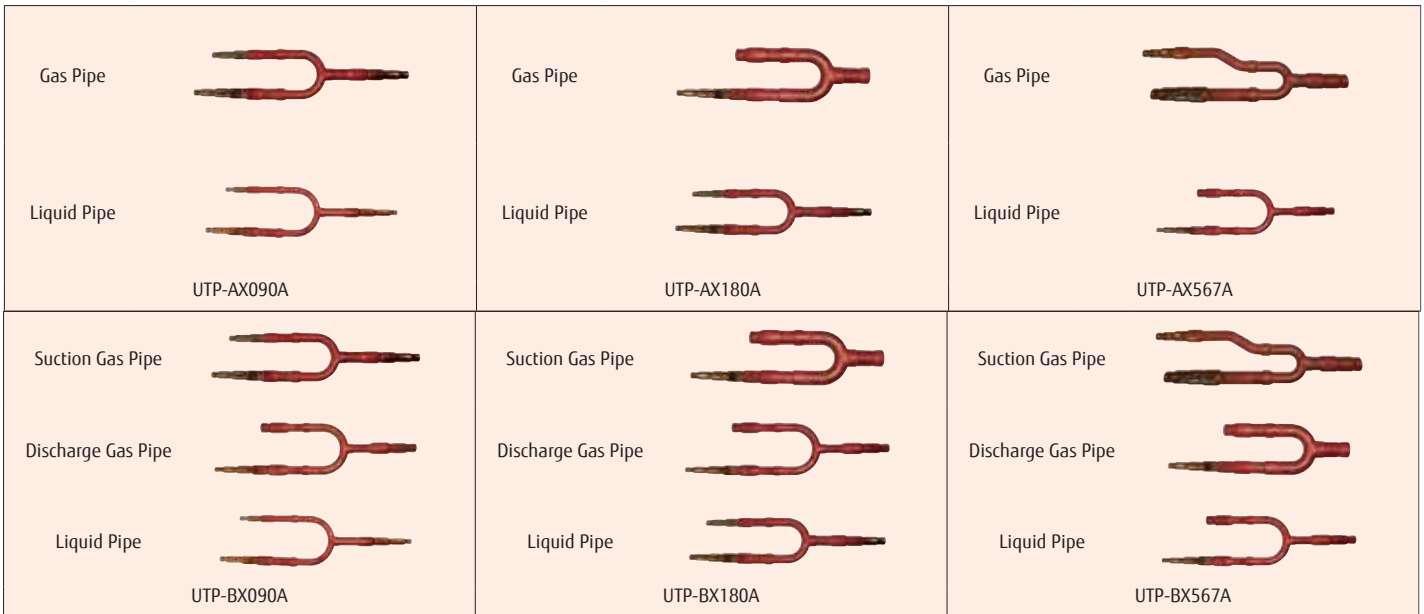 Gas Pipe
Liquid Pipe
UTP-AX090A
Gas Pipe
Liquid Pipe
UTP-AX180A
Gas Pipe
Liquid Pipe
UTP-AX567A
Suction Gas Pipe
Discharge Gas Pipe
Liquid Pipe
UTP-BX090A
Suction Gas Pipe
Discharge Gas Pipe
Liquid Pipe
UTP-BX180A
Suction Gas Pipe
Discharge Gas Pipe
Liquid Pipe
UTP-BX567A